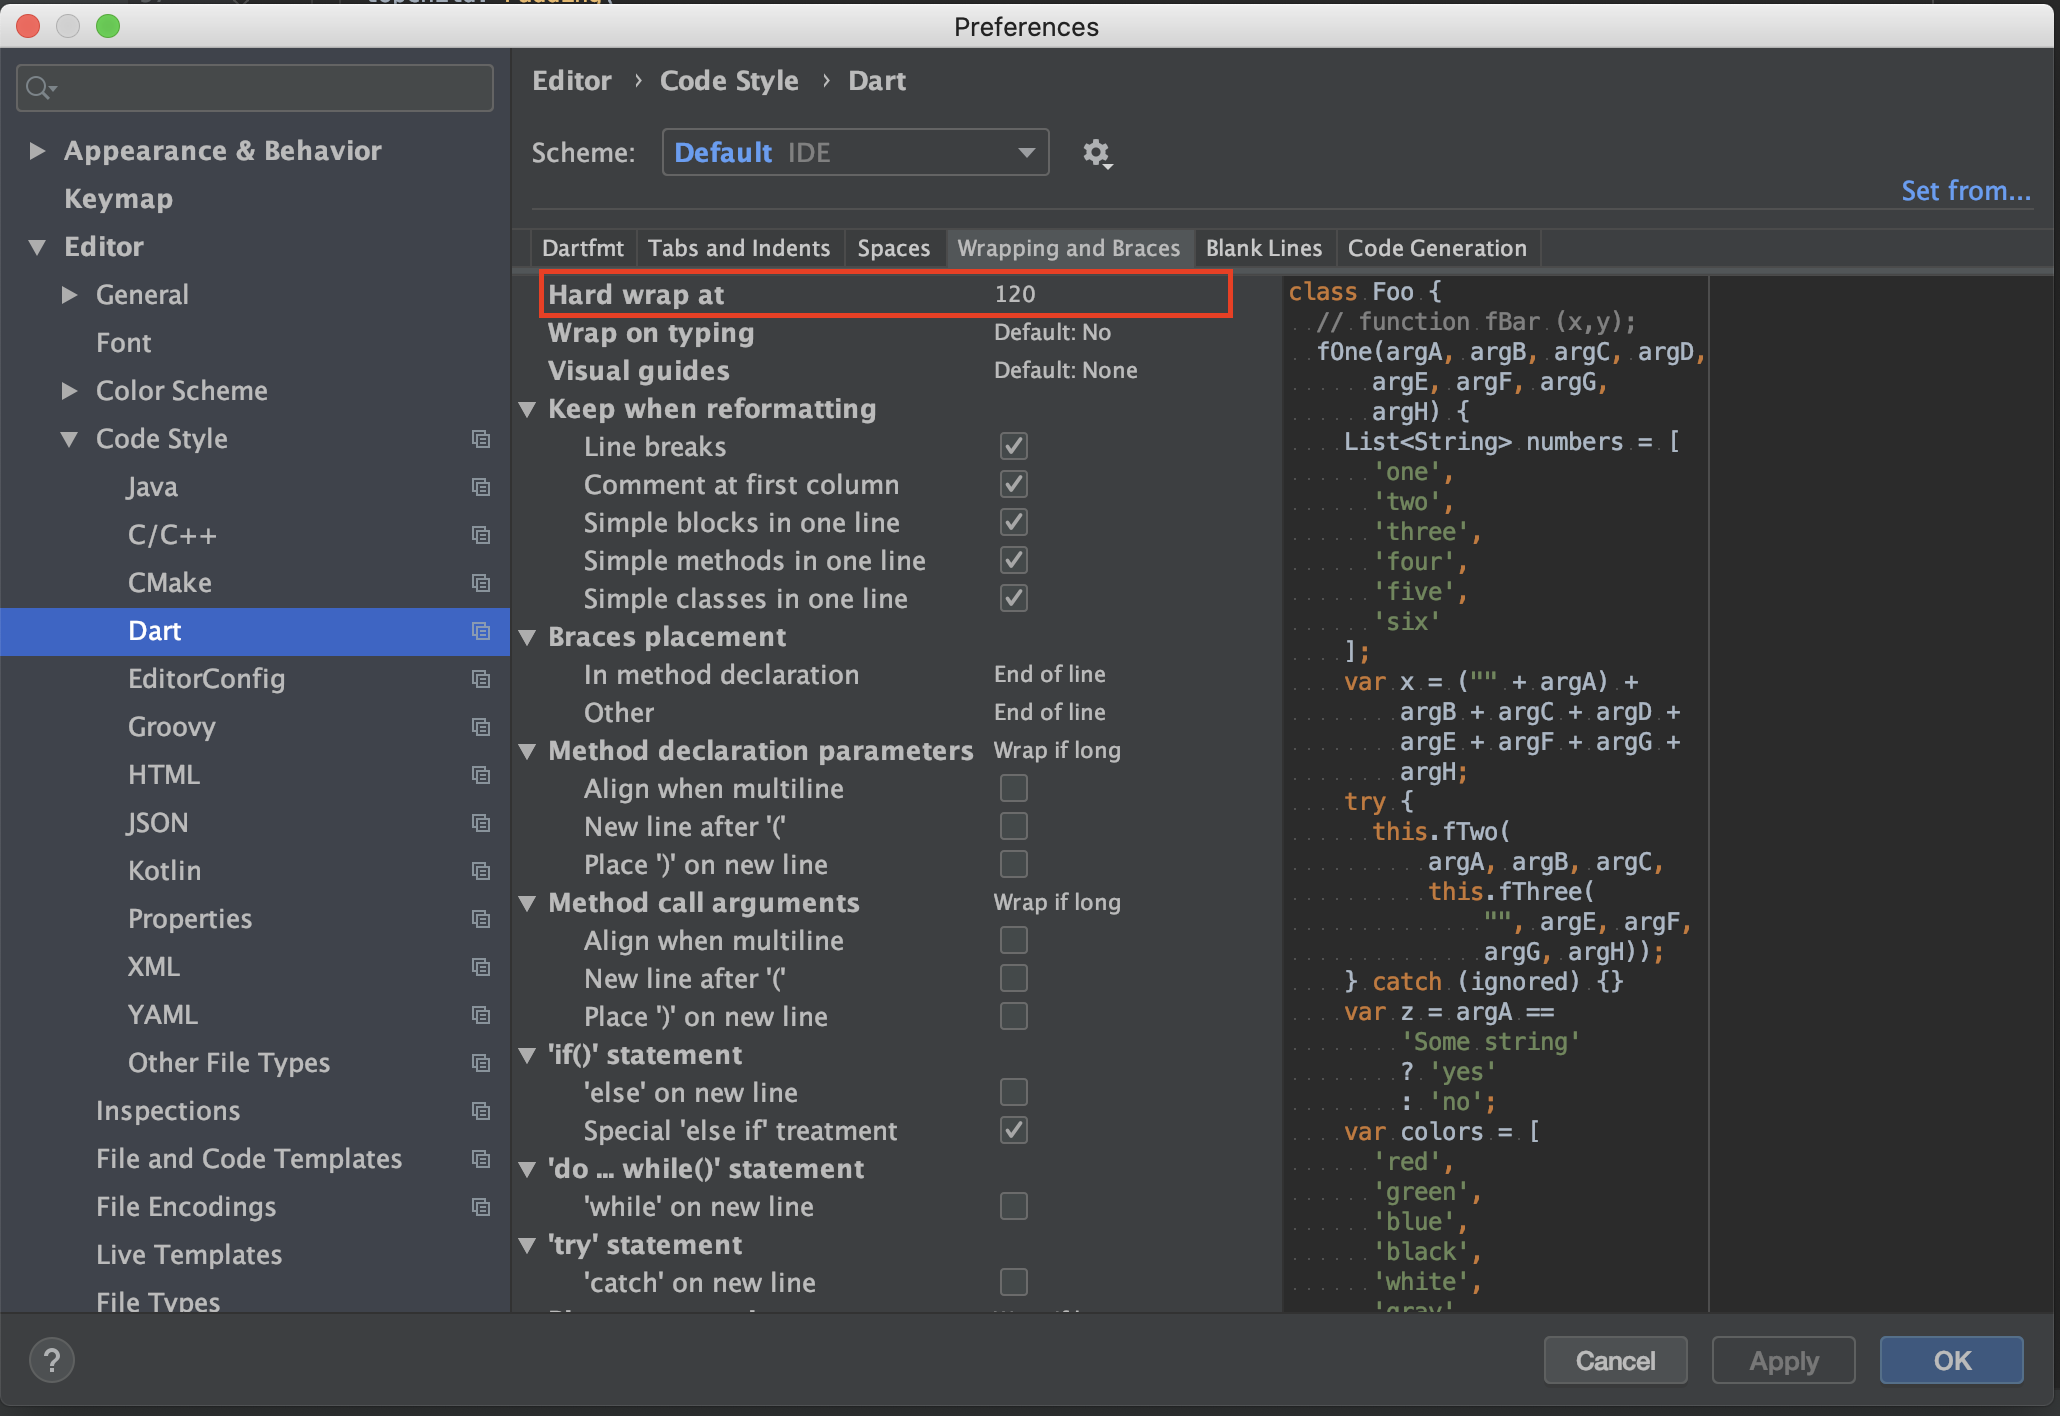 Preferences
Appearance & Behavior
Keymap
Editor
General
Font
Color Scheme
Code Style
Java
C/C++
CMake
Dart
EditorConfig
Groovy
HTML
JSON
Kotlin
Properties
XML
YAML
Other File Types
Inspections
File and Code Templates
File Encodings
Live Templates
File Types
Editor › Code Style › Dart
Scheme: Default IDE
Set from...
Dartfmt Tabs and Indents Spaces Wrapping and Braces Blank Lines Code Generation
Hard wrap at 120
Wrap on typing Default: No
Visual guides Default: None
Keep when reformatting
Line breaks
Comment at first column
Simple blocks in one line
Simple methods in one line
Simple classes in one line
Braces placement
In method declaration End of line
Other End of line
Method declaration parameters Wrap if long
Align when multiline
New line after '('
Place ')' on new line
Method call arguments Wrap if long
Align when multiline
New line after '('
Place ')' on new line
'if()' statement
'else' on new line
Special 'else if' treatment
'do ... while()' statement
'while' on new line
'try' statement
'catch' on new line
class Foo {
// function fBar (x,y);
fOne(argA, argB, argC, argD,
argE, argF, argG,
argH) {
List<String> numbers = [
'one',
'two',
'three',
'four',
'five',
'six'
];
var x = ("" + argA) +
argB + argC + argD +
argE + argF + argG +
argH;
try {
this.fTwo(
argA, argB, argC,
this.fThree(
"", argE, argF,
argG, argH));
} catch (ignored) {}
var z = argA ==
'Some string'
? 'yes'
: 'no';
var colors = [
'red',
'green',
'blue',
'black',
'white',
'gray'
?
Cancel Apply OK